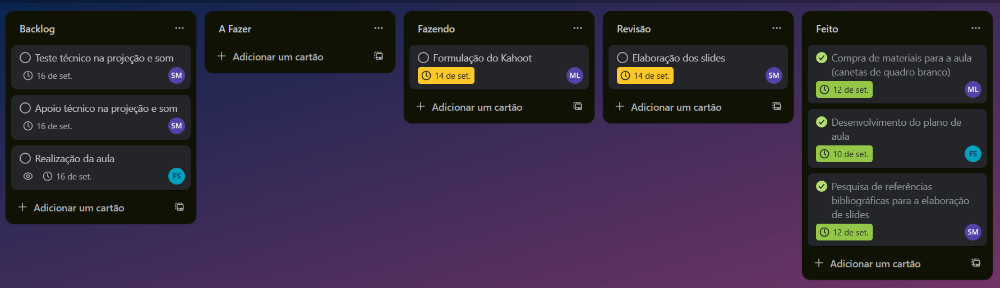 Backlog
Teste técnico na projeção e som
16 de set.
SM
Apoio técnico na projeção e som
16 de set.
SM
Realização da aula
16 de set.
FS
Adicionar um cartão
A Fazer
Adicionar um cartão
Fazendo
Formulação do Kahoot
14 de set.
ML
Adicionar um cartão
Revisão
Elaboração dos slides
14 de set.
SM
Adicionar um cartão
Feito
Compra de materiais para a aula
(canetas de quadro branco)
12 de set.
ML
Desenvolvimento do plano de
aula
10 de set.
FS
Pesquisa de referências
bibliográficas para a elaboração
de slides
12 de set.
SM
Adicionar um cartão